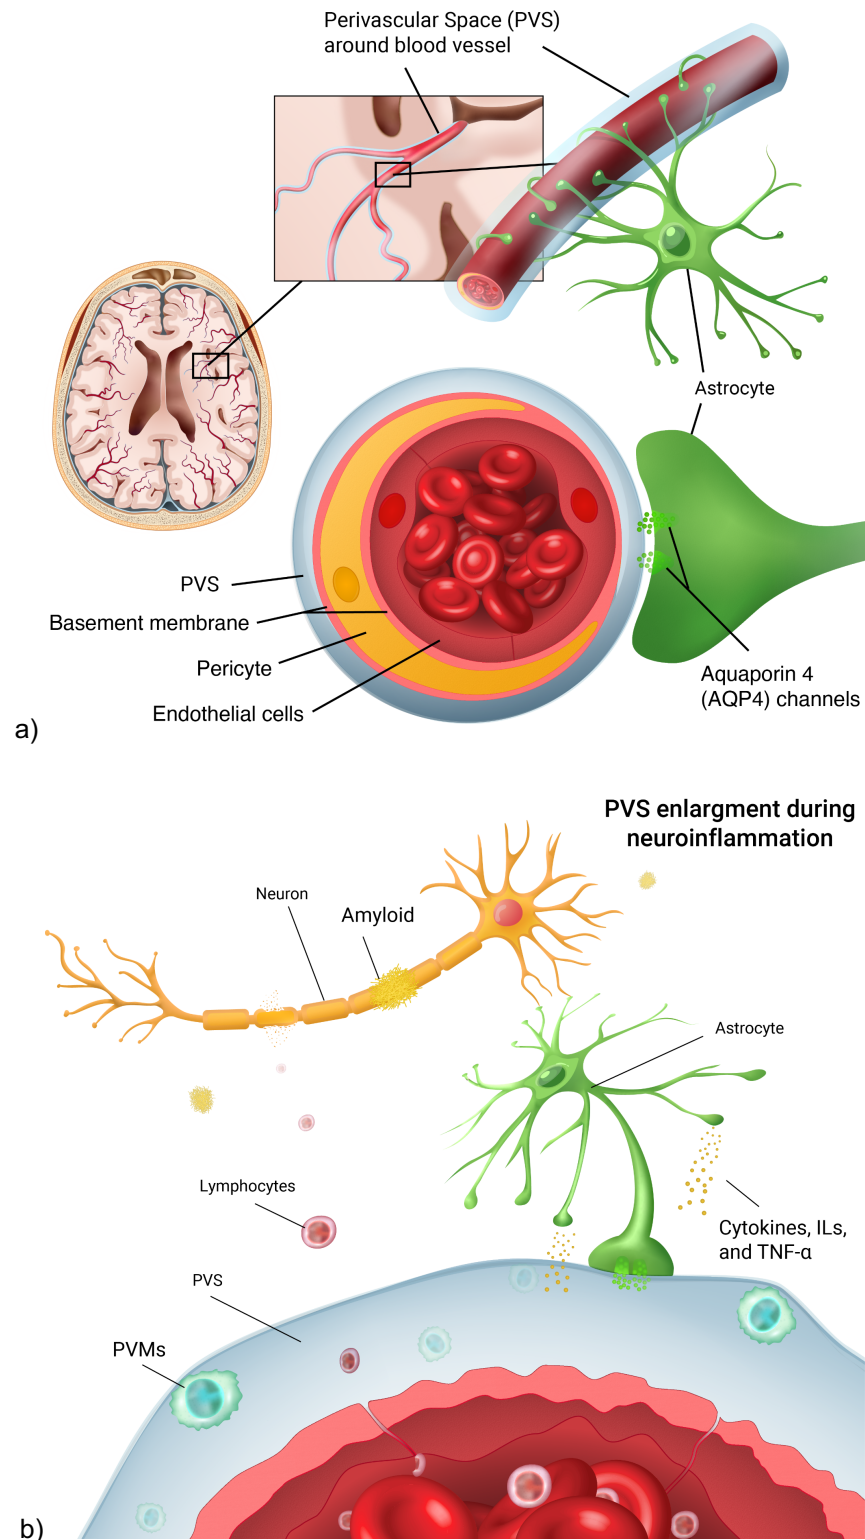 Perivascular Space (PVS)
around blood vessel
Astrocyte
PVS
Basement membrane
Pericyte
Endothelial cells
Aquaporin 4
(AQP4) channels
a)
PVS enlargment during
neuroinflammation
Neuron
Amyloid
Astrocyte
Lymphocytes
Cytokines, ILs,
and TNF-α
PVS
PVMs
b)